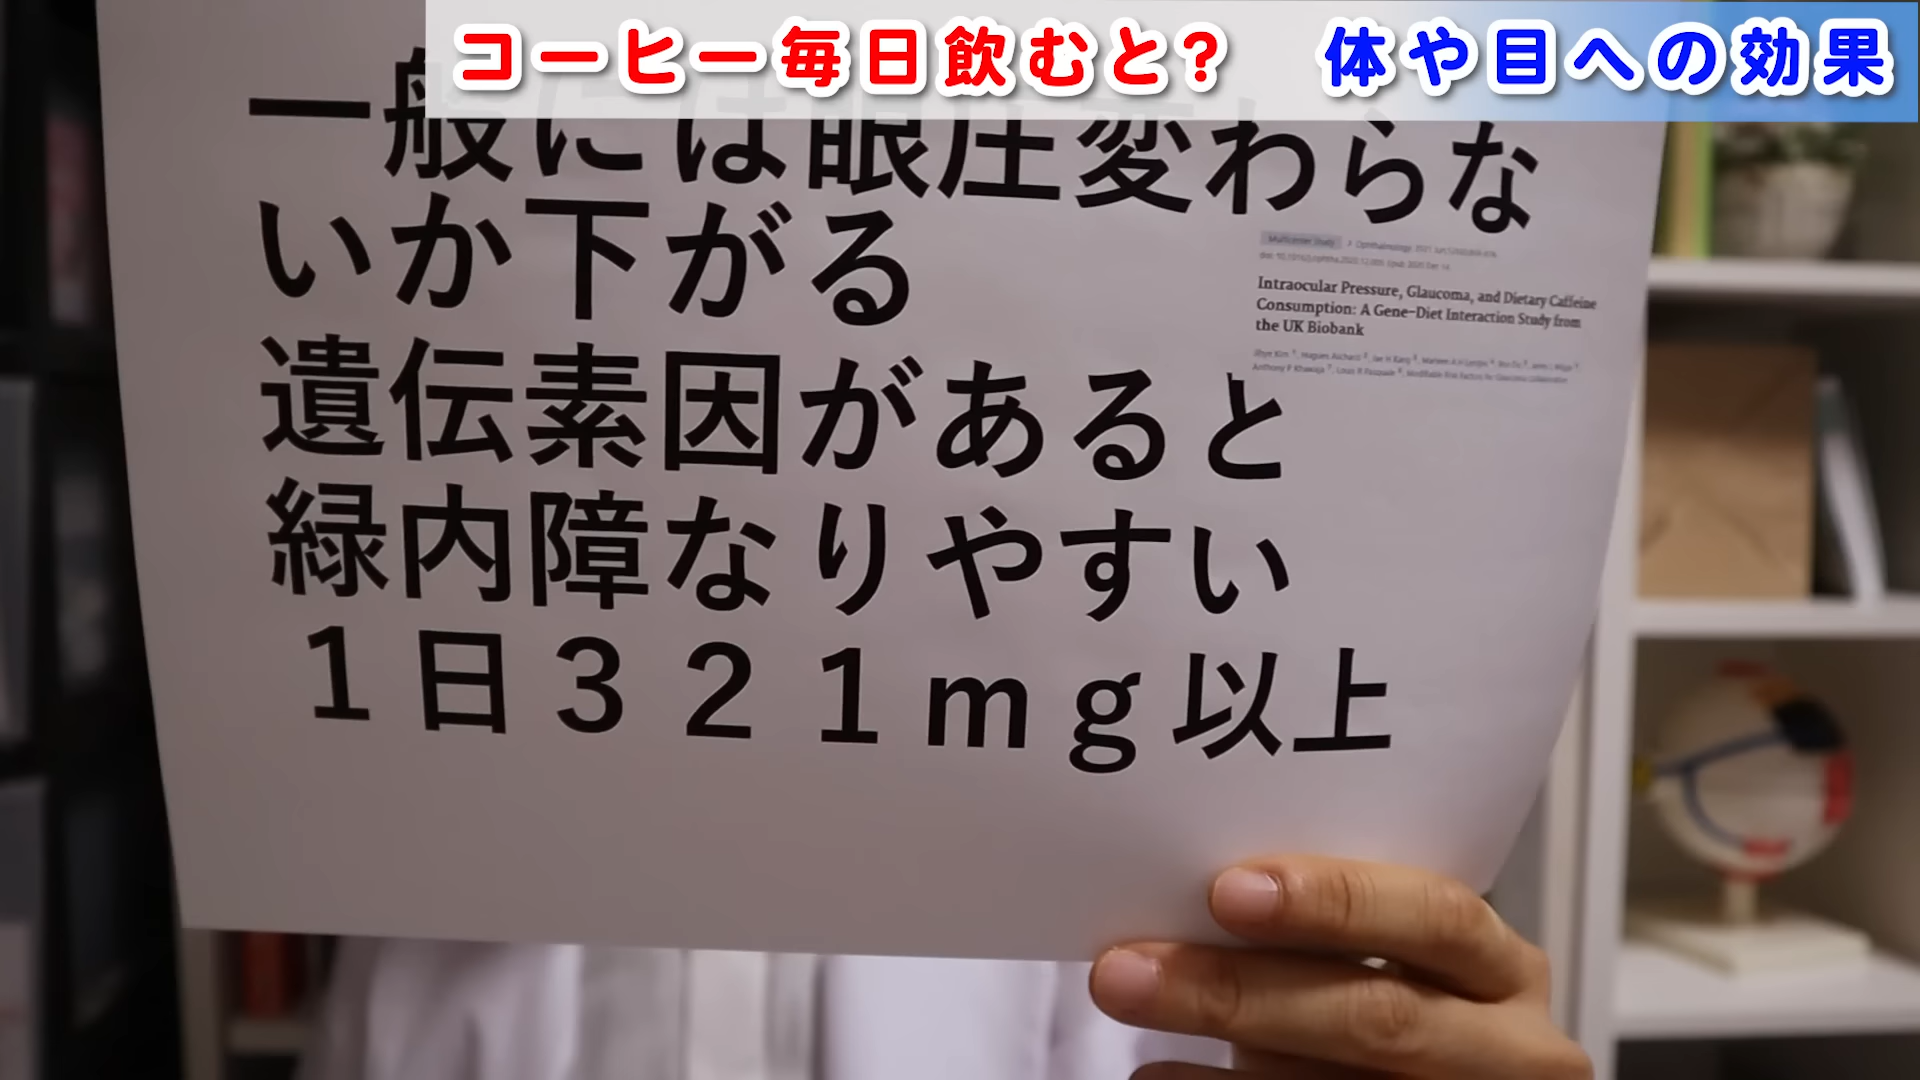 コーヒー毎日飲むと? 体や目への効果
一般には眼圧変わらな
いか下がる
遺伝素因があると
緑内障なりやすい
1日321mg以上
Multicenter Study
Intraocular Pressure, Glaucoma, and Dietary Caffeine
Consumption: A Gene-Diet Interaction Study from
the UK Biobank